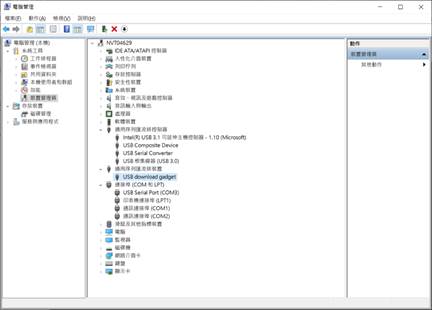 電腦管理
檔案(F) 動作(A) 檢視(V) 說明(H)
電腦管理 (本機)
系統工具
工作排程器
事件檢視器
共用資料夾
本機使用者和群組
效能
裝置管理員
存放裝置
磁碟管理
服務與應用程式
NVT04629
IDE ATA/ATAPI 控制器
人性化介面裝置
列印佇列
存放控制器
安全性裝置
系統裝置
音效、視訊及遊戲控制器
音訊輸入與輸出
處理器
軟體裝置
通用序列匯流排控制器
Intel(R) USB 3.1 可延伸主機控制器 - 1.10 (Microsoft)
USB Composite Device
USB Serial Converter
USB 根集線器 (USB 3.0)
通用序列匯流排裝置
USB download gadget
連接埠 (COM 和 LPT)
USB Serial Port (COM3)
印表機連接埠 (LPT1)
通訊連接埠 (COM1)
通訊連接埠 (COM2)
滑鼠及其他指標裝置
電腦
監視器
磁碟機
網路介面卡
鍵盤
顯示卡
動作
裝置管理員
其他動作